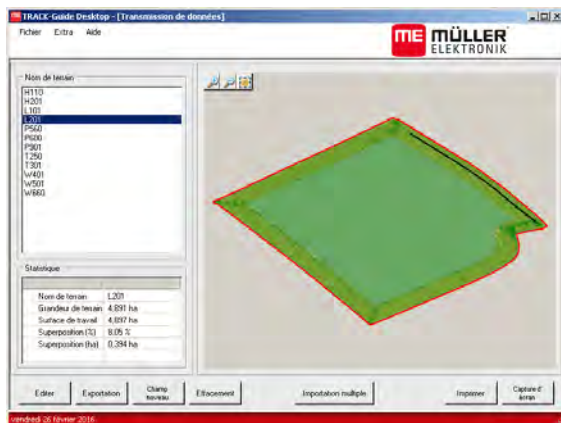 TRACK-Guide Desktop - [Transmission de données]
Fichier Extra Aide
ME MÜLLER
ELEKTRONIK
Nom de terrain
H110
H201
L101
L201
P560
P600
P901
T250
T301
W401
W501
W660
Statistique
Nom de terrain L201
Grandeur de terrain 4,891 ha
Surface de travail 4,897 ha
Superposition (%) 8,05 %
Superposition (ha) 0,394 ha
Editer Exportation Champ nouveau Effacement Importation multiple Imprimer Capture d' écran
vendredi 26 février 2016